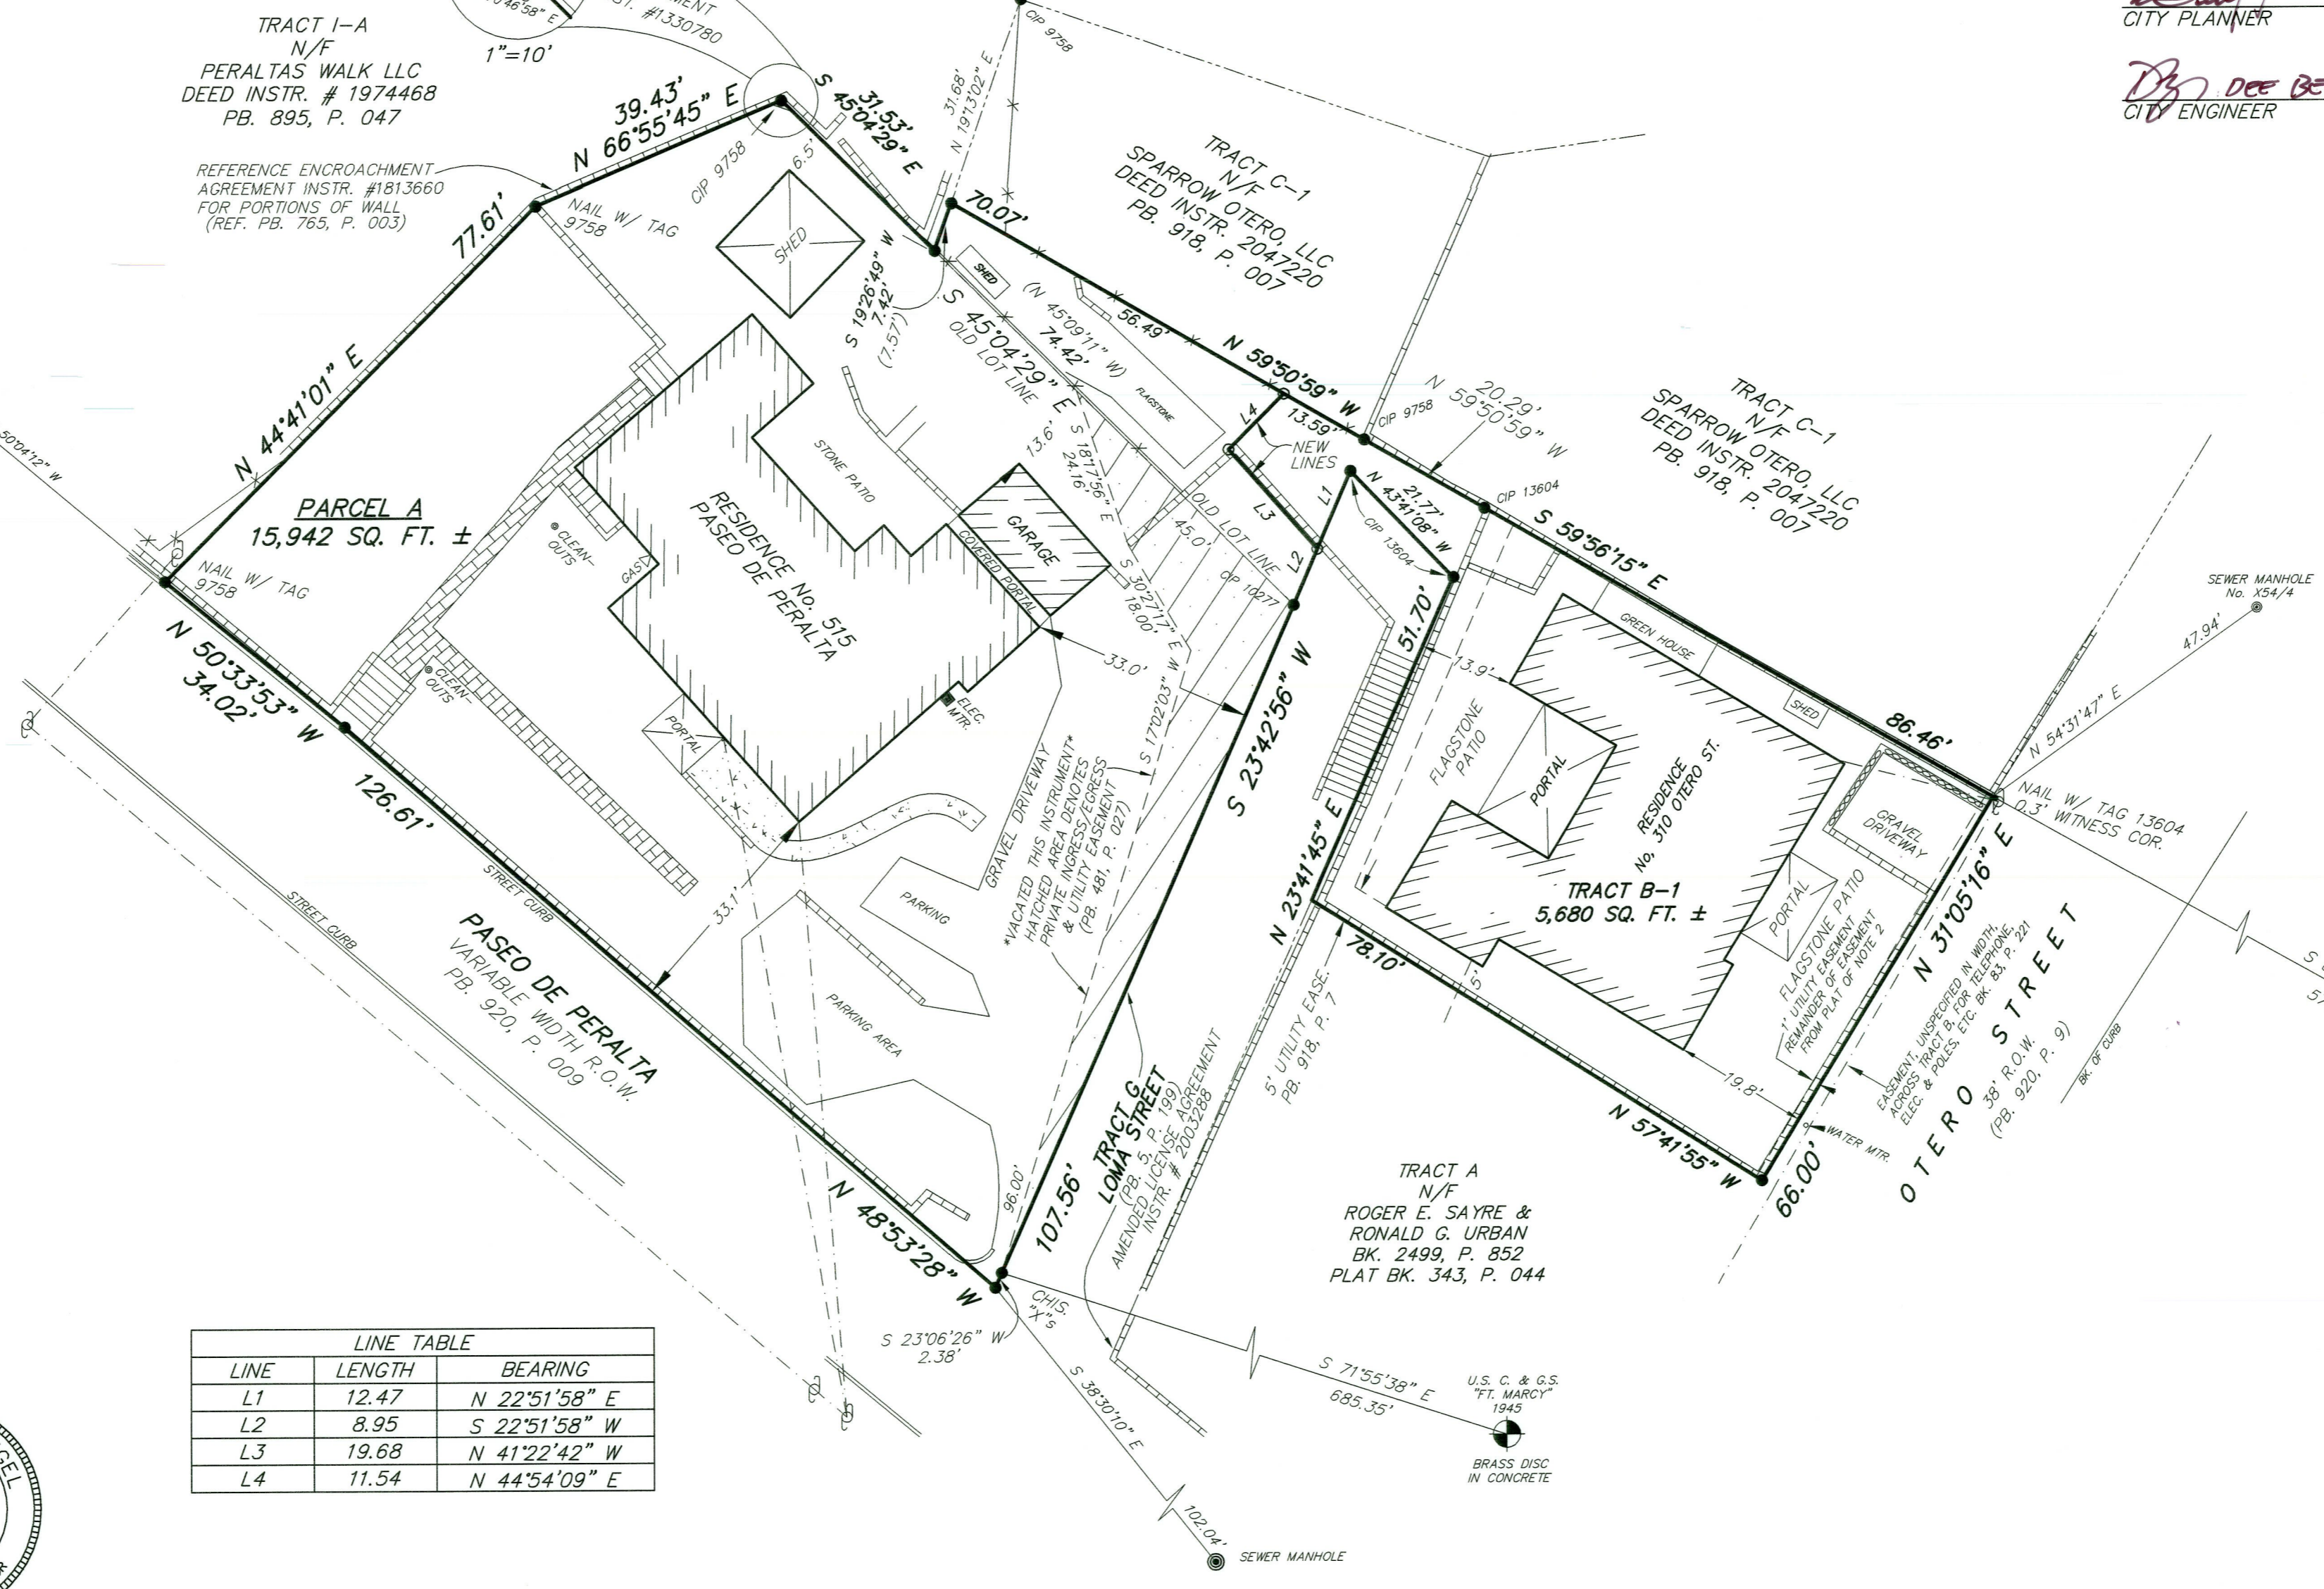 TRACT I-A
N/F
PERALTAS WALK LLC
DEED INSTR. # 1974468
PB. 895, P. 047
REFERENCE ENCROACHMENT
AGREEMENT INSTR. #1813660
FOR PORTIONS OF WALL
(REF. PB. 765, P. 003)
46'58" E
1"=10'
#1330780
CITY PLANNER
DEE BE
CITY ENGINEER
39.43'
N 66°55'45" E
31.53'
S 45°04'29" E
CIP 9758
6.5'
CIP 9758
31.68'
N 19°13'02" E
77.61'
N 44°41'01" E
NAIL W/ TAG
9758
SHED
SHED
70.07'
S 19°26'49" W
7.42'
(7.57')
TRACT C-1
N/F
SPARROW OTERO, LLC
DEED INSTR. 2047220
PB. 918, P. 007
S 45°04'29" E
OLD LOT LINE
(N 45°09'11" W)
74.42'
56.49'
FLAGSTONE
N 59°50'59" W
13.59'
L4
NEW
LINES
CIP 9758
20.29'
N 59°50'59" W
TRACT C-1
N/F
SPARROW OTERO, LLC
DEED INSTR. 2047220
PB. 918, P. 007
50°04'12" W
PARCEL A
15,942 SQ. FT. ±
NAIL W/ TAG
9758
CLEAN-
OUTS
GAS
RESIDENCE No. 515
PASEO DE PERALTA
STONE PATIO
COVERED PORTAL
GARAGE
13.6'
S 18°17'56" E
24.16'
OLD LOT LINE
45.0'
CIP 10277
L1
L2
L3
N 43°41'08" W
21.77'
CIP 13604
CIP 13604
S 59°56'15" E
86.46'
SEWER MANHOLE
No. X54/4
47.94'
N 54°31'47" E
S 30°27'17" E
18.00'
33.0'
S 17°02'03" W
S 23°42'56" W
51.70'
N 23°41'45" E
13.9'
FLAGSTONE
PATIO
PORTAL
GREEN HOUSE
SHED
RESIDENCE
No. 310 OTERO ST.
TRACT B-1
5,680 SQ. FT. ±
GRAVEL
DRIVEWAY
NAIL W/ TAG 13604
0.3' WITNESS COR.
PORTAL
FLAGSTONE PATIO
1' UTILITY EASEMENT
REMAINDER OF EASEMENT
FROM PLAT OF NOTE 2
N 31°05'16" E
66.00'
EASEMENT, UNSPECIFIED IN WIDTH,
ACROSS TRACT B, FOR TELEPHONE,
ELEC. & POLES, ETC. BK. 83, P. 221
OTERO STREET
38' R.O.W.
(PB. 920, P. 9)
BK. OF CURB
WATER MTR.
19.8'
5'
78.10'
N 57°41'55" W
N 50°33'53" W
34.02'
CLEAN-
OUTS
PORTAL
ELEC.
MTR.
126.61'
STREET CURB
STREET CURB
PASEO DE PERALTA
VARIABLE WIDTH R.O.W.
PB. 920, P. 009
33.1'
GRAVEL DRIVEWAY
PARKING
PARKING AREA
*VACATED THIS INSTRUMENT*
HATCHED AREA DENOTES
PRIVATE INGRESS/EGRESS
& UTILITY EASEMENT
(PB. 481, P. 027)
N 48°53'28" W
96.00'
107.56'
TRACT G
LOMA STREET
(PB. 5, P. 199)
AMENDED LICENSE AGREEMENT
INSTR. # 2003288
5' UTILITY EASE.
PB. 918, P. 7
TRACT A
N/F
ROGER E. SAYRE &
RONALD G. URBAN
BK. 2499, P. 852
PLAT BK. 343, P. 044
CHIS.
"X"s
S 23°06'26" W
2.38'
S 71°55'38" E
685.35'
U.S. C. & G.S.
"FT. MARCY"
1945
BRASS DISC
IN CONCRETE
S 38°30'10" E
102.04'
SEWER MANHOLE
LINE TABLE
LINE LENGTH BEARING
L1 12.47 N 22°51'58" E
L2 8.95 S 22°51'58" W
L3 19.68 N 41°22'42" W
L4 11.54 N 44°54'09" E